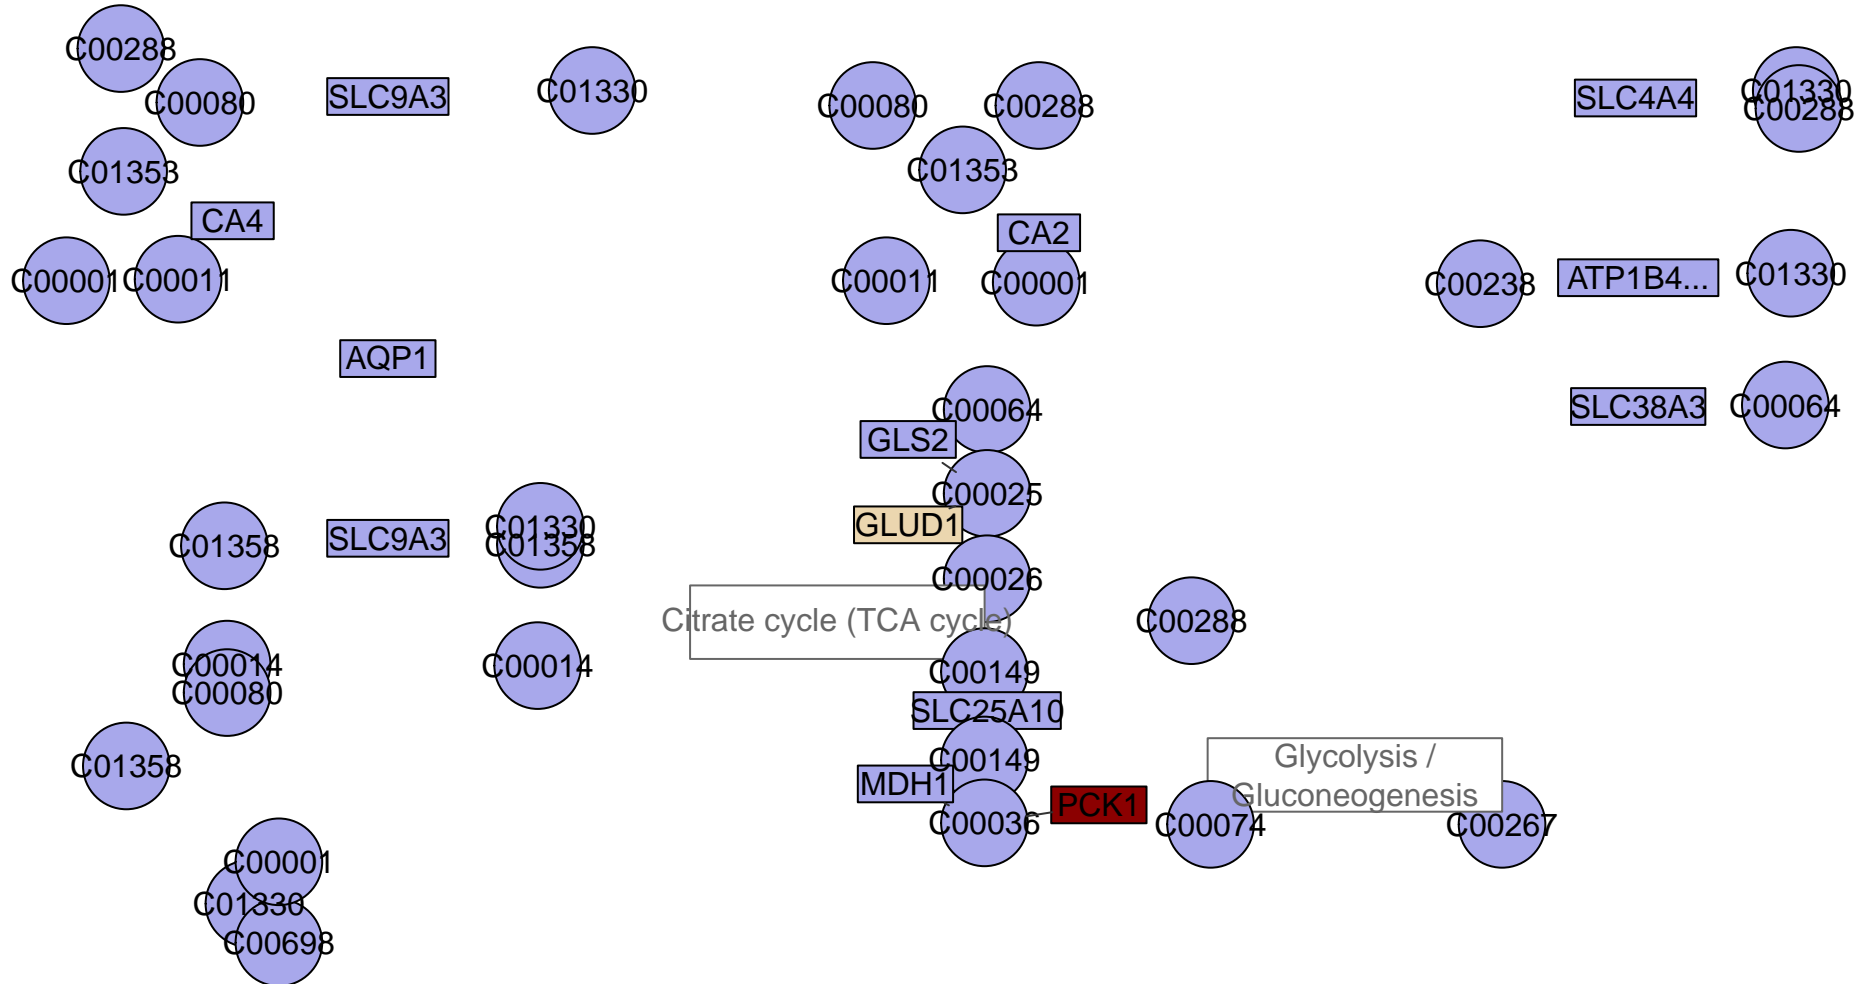 C00288
C00080
SLC9A3
C01330
C00080
C00288
SLC4A4
C01330
C00288
C01353
C01353
CA4
CA2
C00001
C00011
C00011
C00001
C00238
ATP1B4...
C01330
AQP1
C00064
SLC38A3
C00064
GLS2
C00025
GLUD1
C01358
SLC9A3
C01330
C01358
C00026
Citrate cycle (TCA cycle)
C00288
C00014
C00080
C00014
C00149
SLC25A10
C01358
C00149
Glycolysis /
Gluconeogenesis
MDH1
PCK1
C00036
C00074
C00267
C00001
C01330
C00698